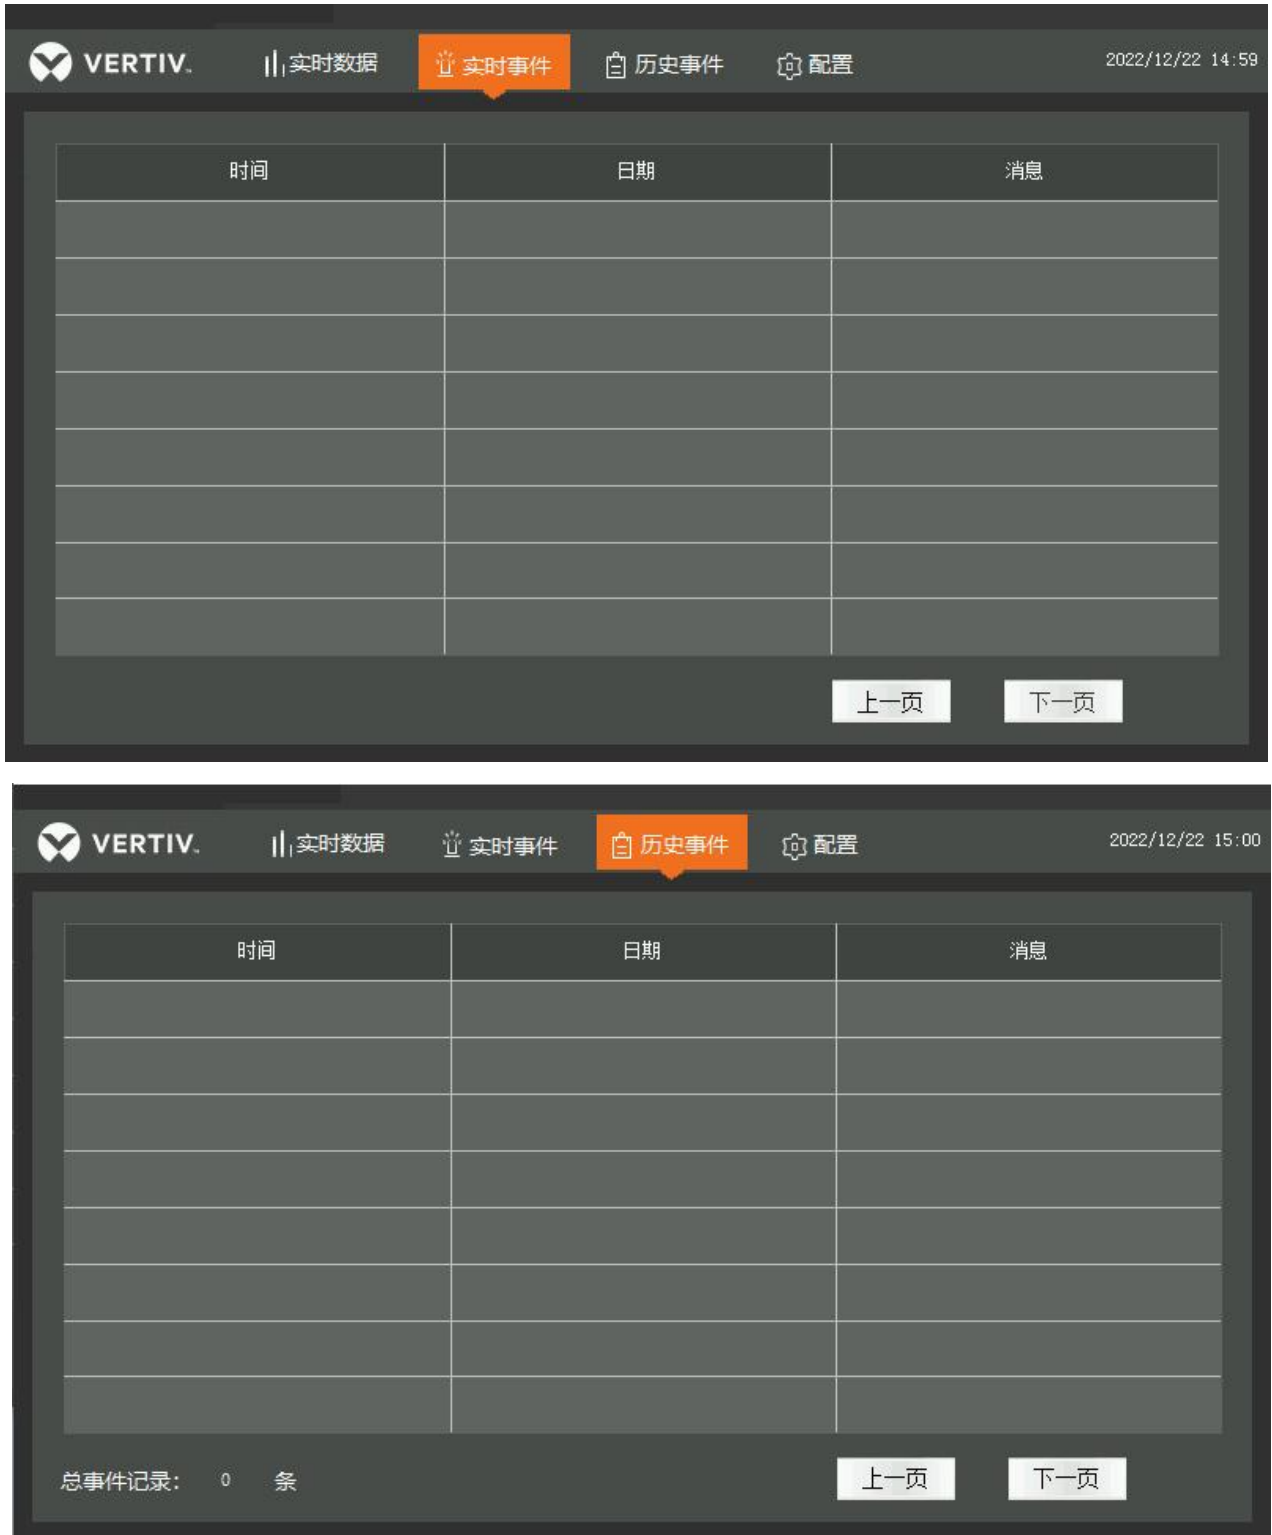 VERTIV. 实时数据 实时事件 历史事件 配置 2022/12/22 14:59
时间 日期 消息
上一页 下一页
VERTIV. 实时数据 实时事件 历史事件 配置 2022/12/22 15:00
时间 日期 消息
总事件记录： 0 条 上一页 下一页